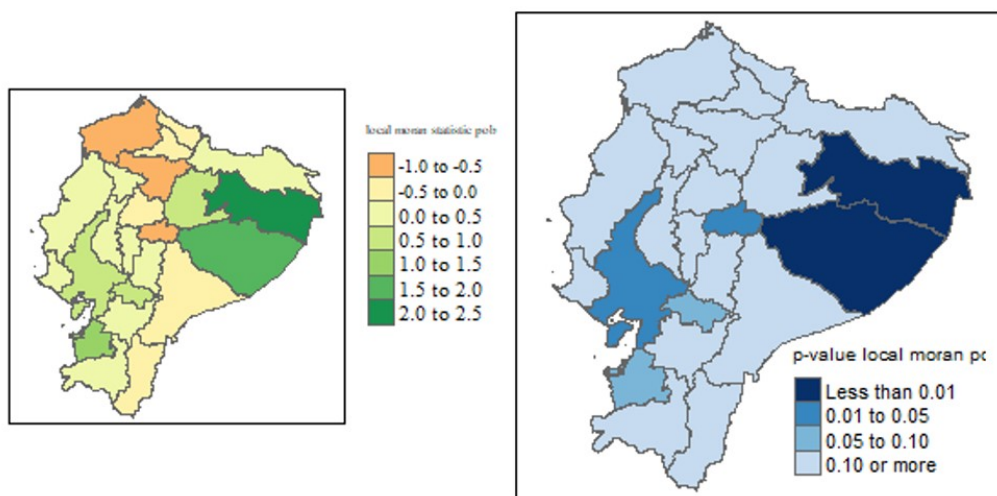 local moran statistic pob
-1.0 to -0.5
-0.5 to 0.0
0.0 to 0.5
0.5 to 1.0
1.0 to 1.5
1.5 to 2.0
2.0 to 2.5
p-value local moran po
Less than 0.01
0.01 to 0.05
0.05 to 0.10
0.10 or more